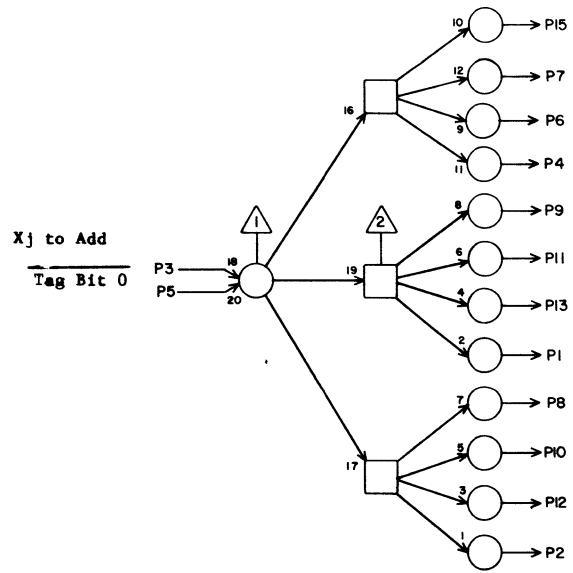 10 P15
12 P7
16
9 P6
11 P4
1 2
8 P9
Xj to Add
Tag Bit 0
P3 18
19
6 P11
P5 20
4 P13
2 P1
7 P8
17
5 P10
3 P12
1 P2